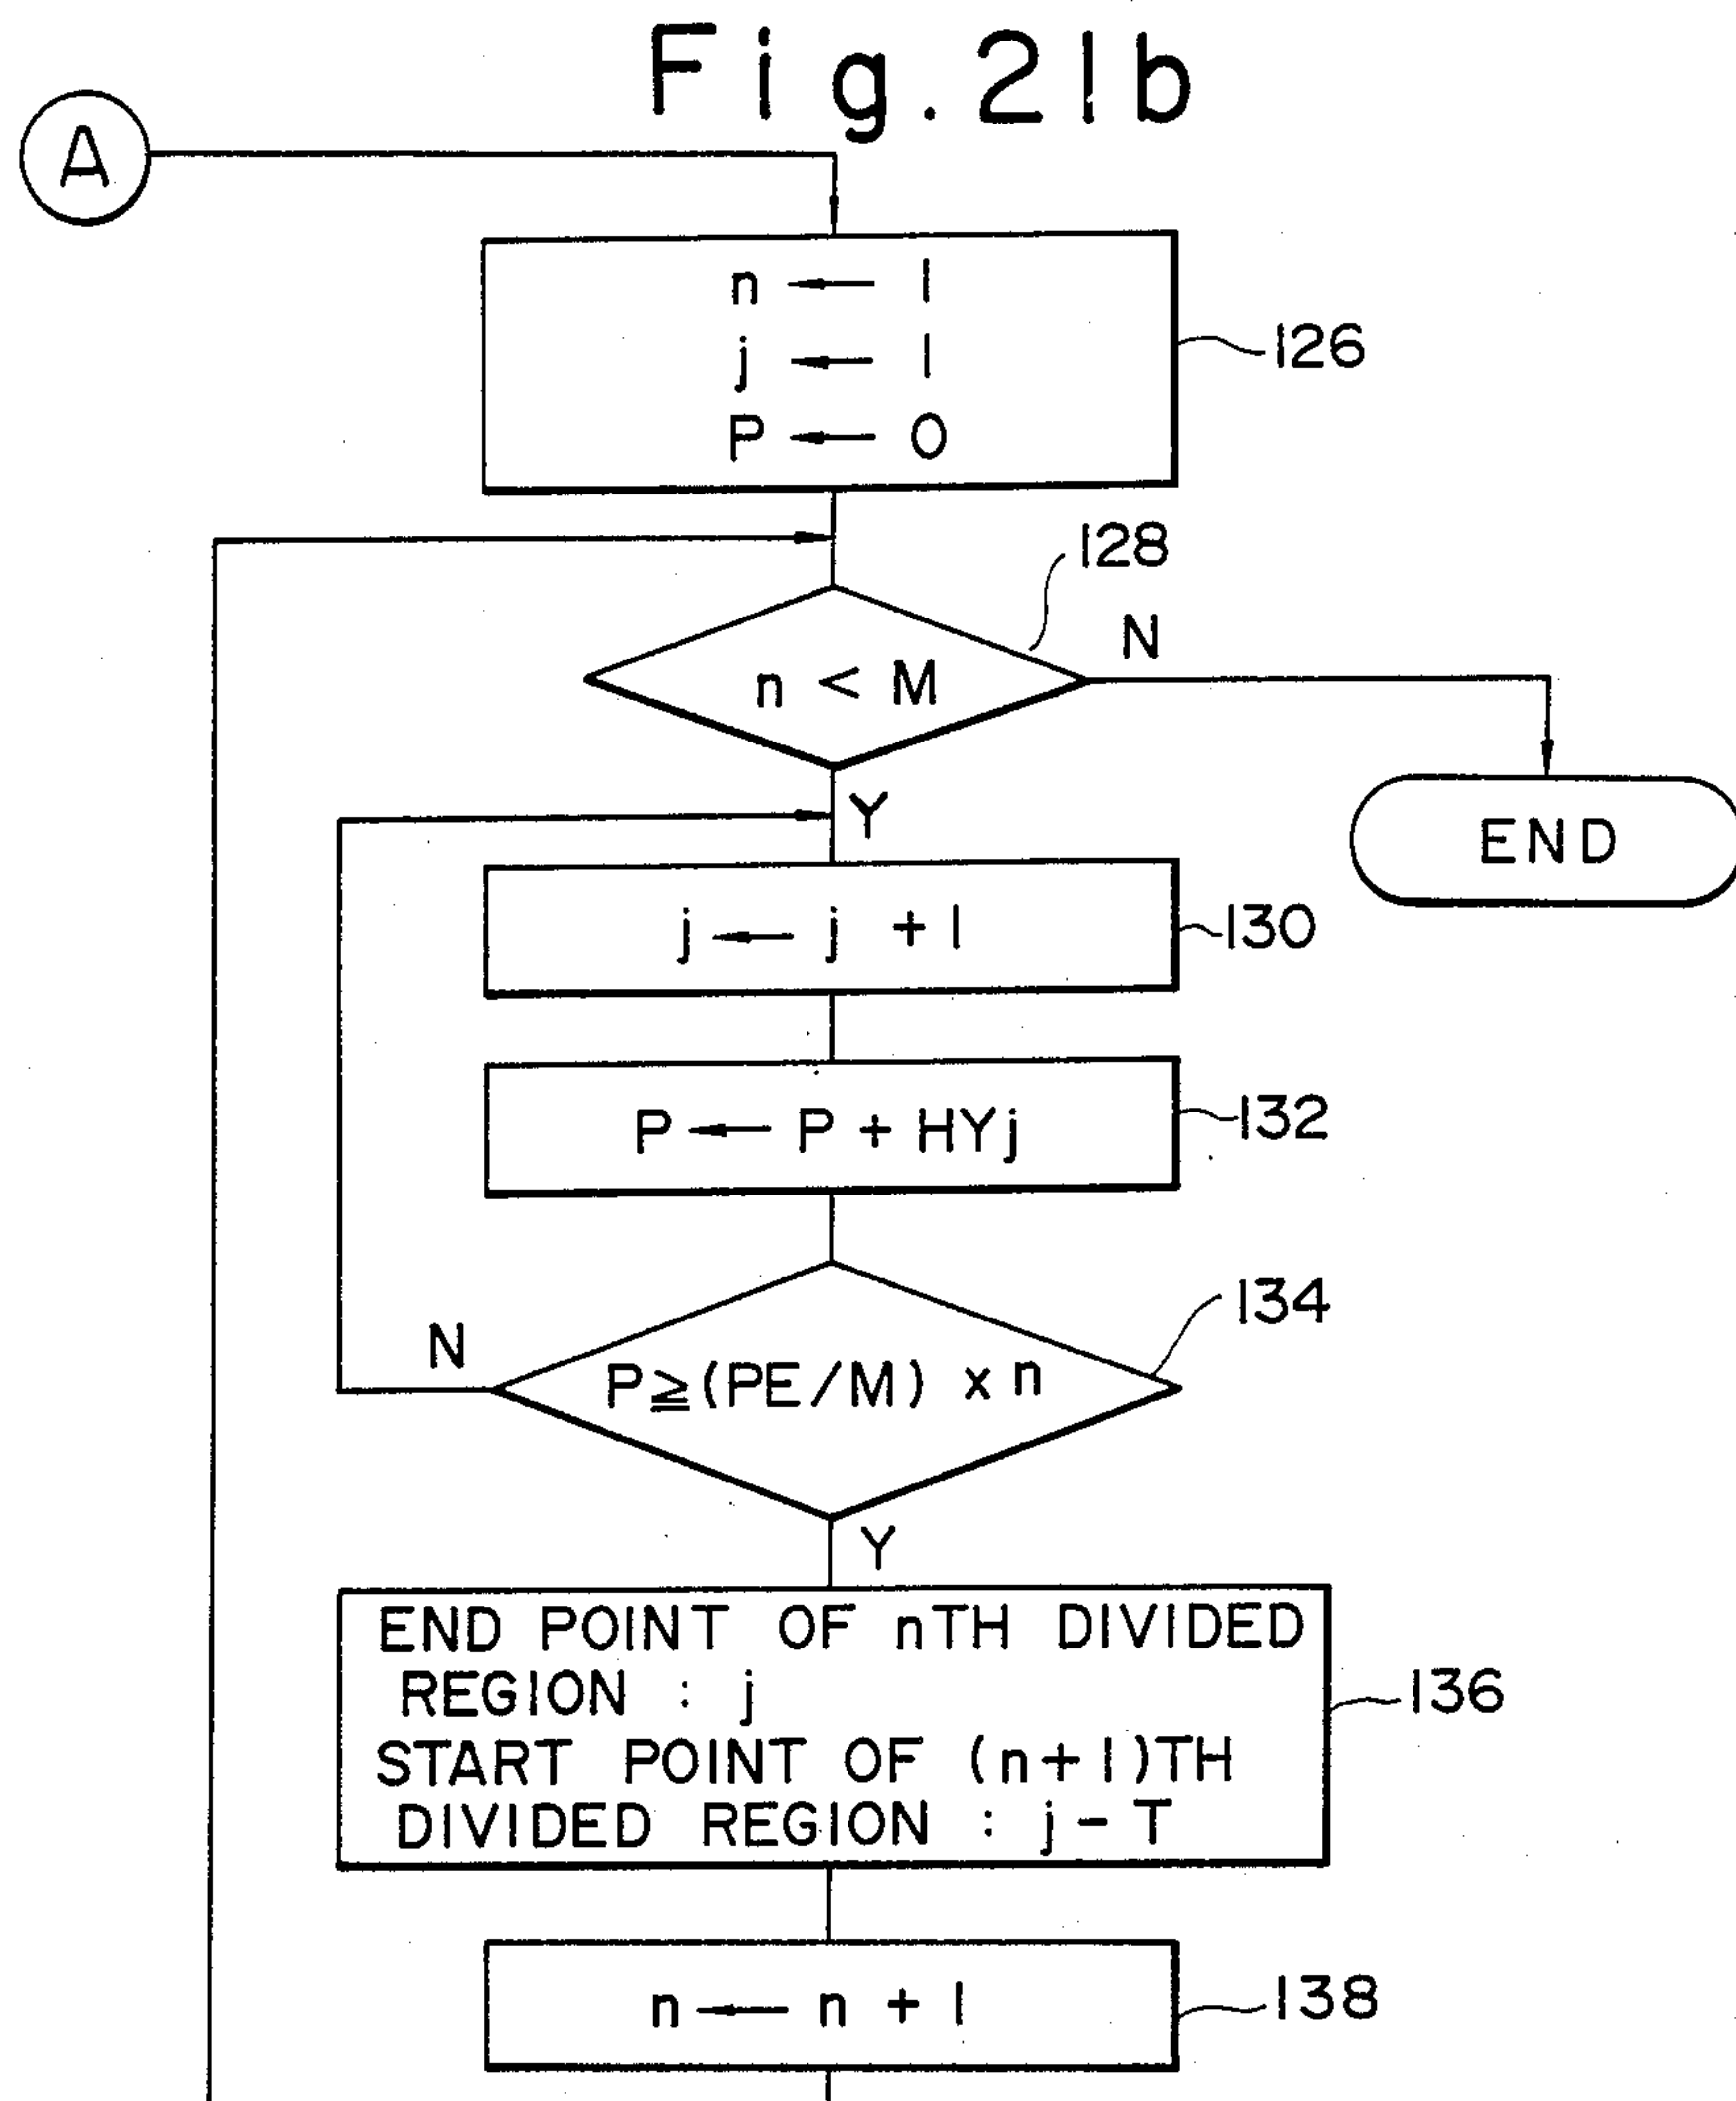 Fig. 21b
A
n ← 1
j ← 1
P ← 0
126
128
n < M
N
Y
END
j ← j + 1
130
P ← P + HYj
132
134
N
P ≧ (PE/M) x n
Y
END POINT OF nTH DIVIDED
REGION : j
START POINT OF (n+1)TH
DIVIDED REGION : j - T
136
n ← n + 1
138